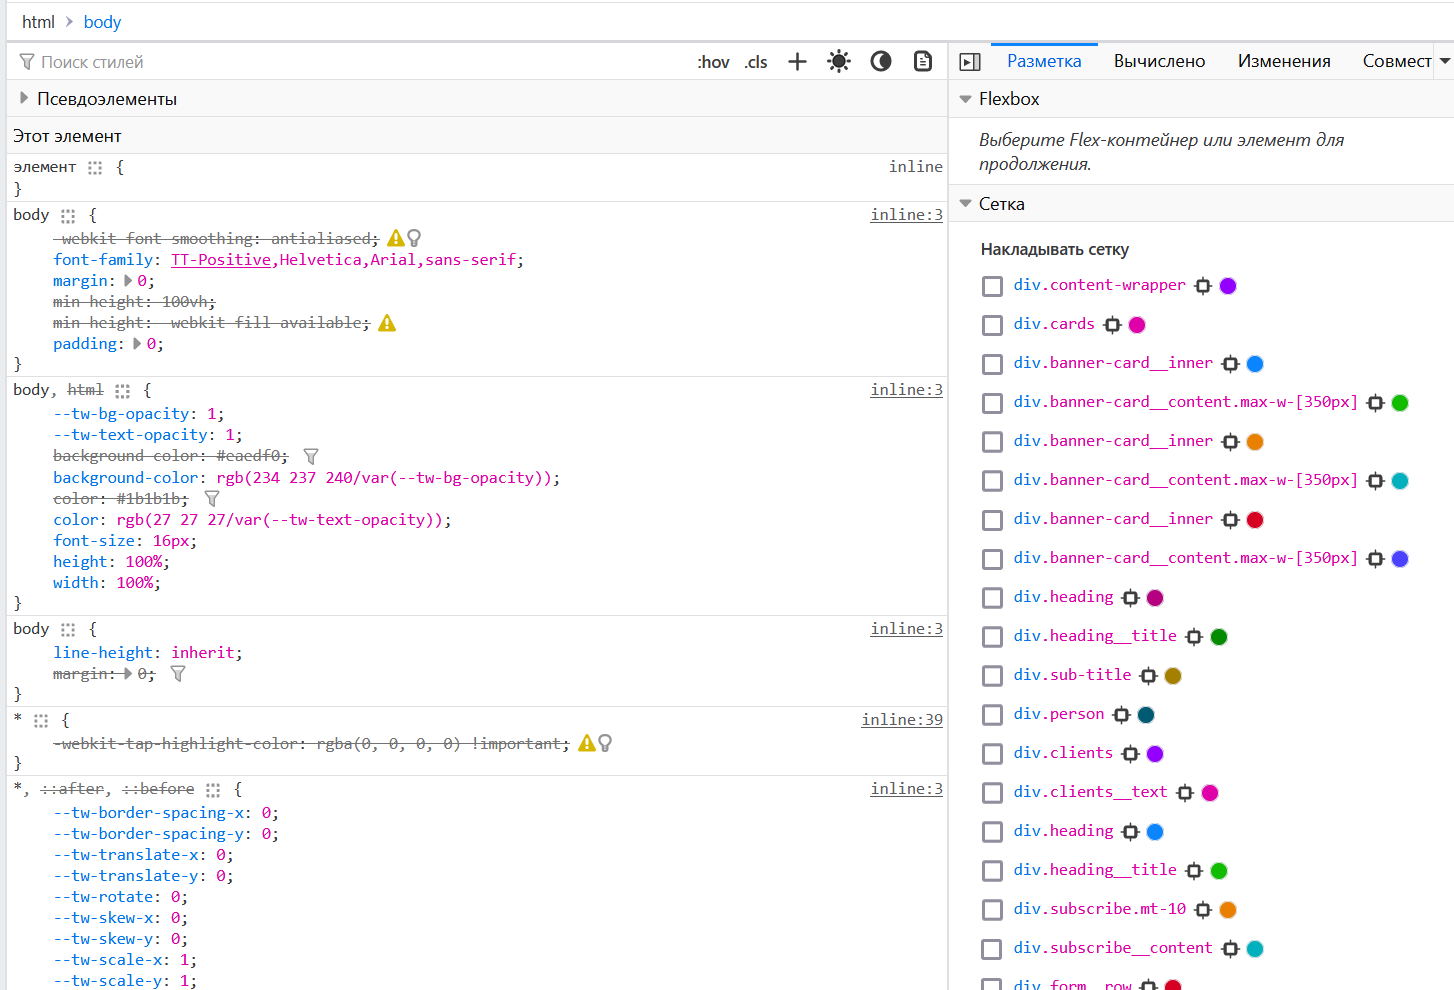 html > body
Поиск стилей
:hov .cls +
Псевдоэлементы
Этот элемент
элемент { inline
}
body { inline:3
-webkit-font-smoothing: antialiased;
font-family: TT-Positive,Helvetica,Arial,sans-serif;
margin: 0;
min-height: 100vh;
min-height: -webkit-fill-available;
padding: 0;
}
body, html { inline:3
--tw-bg-opacity: 1;
--tw-text-opacity: 1;
background-color: #eaedf0;
background-color: rgb(234 237 240/var(--tw-bg-opacity));
color: #1b1b1b;
color: rgb(27 27 27/var(--tw-text-opacity));
font-size: 16px;
height: 100%;
width: 100%;
}
body { inline:3
line-height: inherit;
margin: 0;
}
* { inline:39
-webkit-tap-highlight-color: rgba(0, 0, 0, 0) !important;
}
*, ::after, ::before { inline:3
--tw-border-spacing-x: 0;
--tw-border-spacing-y: 0;
--tw-translate-x: 0;
--tw-translate-y: 0;
--tw-rotate: 0;
--tw-skew-x: 0;
--tw-skew-y: 0;
--tw-scale-x: 1;
--tw-scale-y: 1;
Разметка Вычислено Изменения Совмест
Flexbox
Выберите Flex-контейнер или элемент для
продолжения.
Сетка
Накладывать сетку
div.content-wrapper
div.cards
div.banner-card__inner
div.banner-card__content.max-w-[350px]
div.banner-card__inner
div.banner-card__content.max-w-[350px]
div.banner-card__inner
div.banner-card__content.max-w-[350px]
div.heading
div.heading__title
div.sub-title
div.person
div.clients
div.clients__text
div.heading
div.heading__title
div.subscribe.mt-10
div.subscribe__content
div.form__row